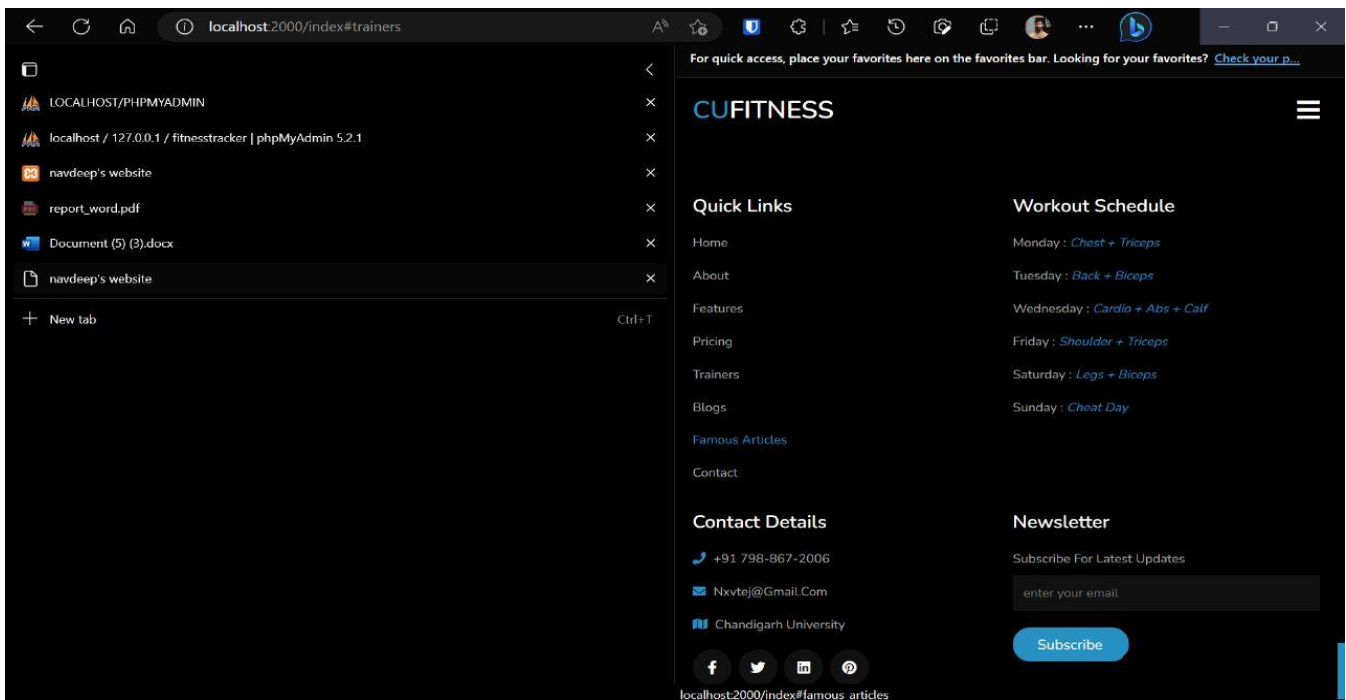 localhost:2000/index#trainers
For quick access, place your favorites here on the favorites bar. Looking for your favorites? Check your p...
LOCALHOST/PHPMYADMIN
localhost / 127.0.0.1 / fitnesstracker | phpMyAdmin 5.2.1
navdeep's website
report_word.pdf
Document (5) (3).docx
navdeep's website
New tab Ctrl+T
CUFITNESS
Quick Links
Home
About
Features
Pricing
Trainers
Blogs
Famous Articles
Contact
Workout Schedule
Monday : Chest + Triceps
Tuesday : Back + Biceps
Wednesday : Cardio + Abs + Calf
Friday : Shoulder + Triceps
Saturday : Legs + Biceps
Sunday : Cheat Day
Contact Details
+91 798-867-2006
Nxvtej@Gmail.Com
Chandigarh University
Newsletter
Subscribe For Latest Updates
enter your email
Subscribe
localhost:2000/index#famous articles